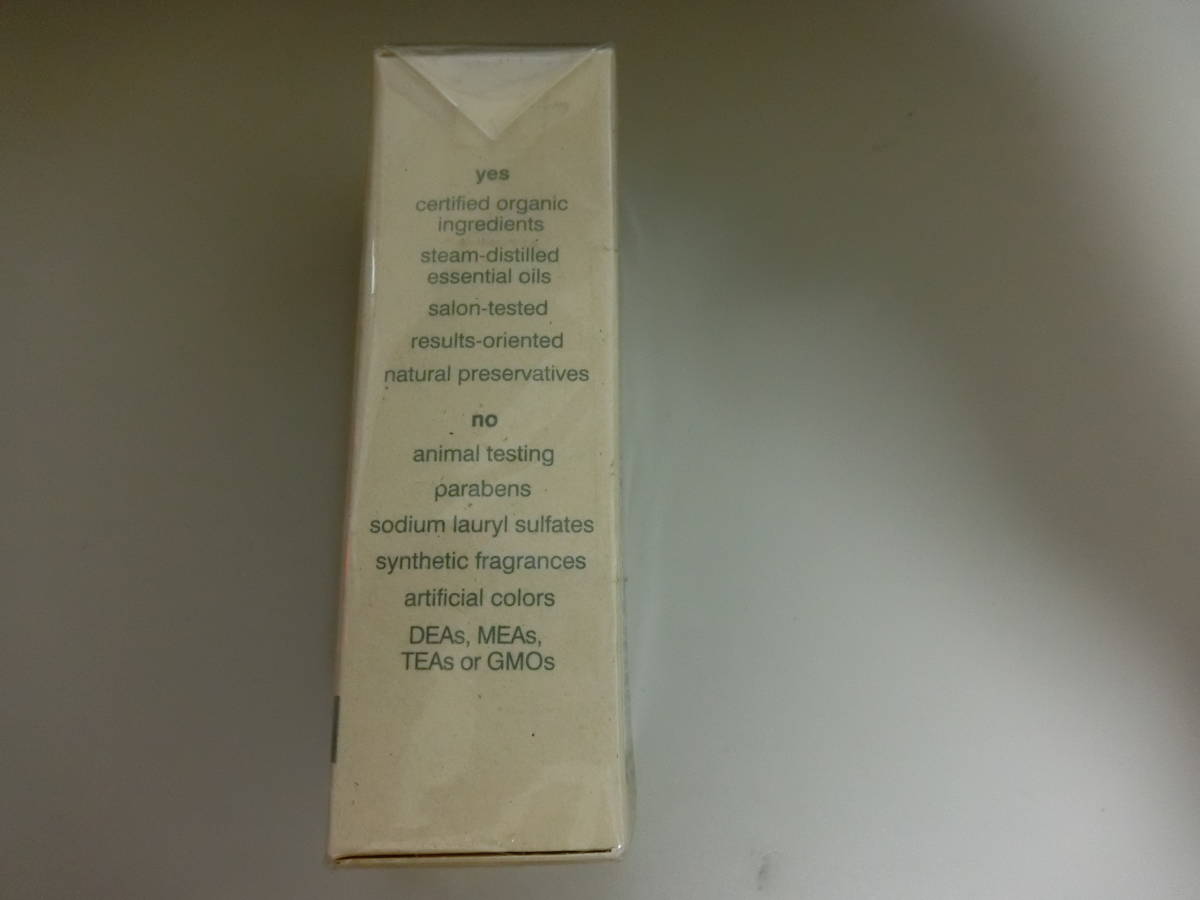 yes
certified organic
ingredients
steam-distilled
essential oils
salon-tested
results-oriented
natural preservatives
no
animal testing
parabens
sodium lauryl sulfates
synthetic fragrances
artificial colors
DEAs, MEAs,
TEAs or GMOs